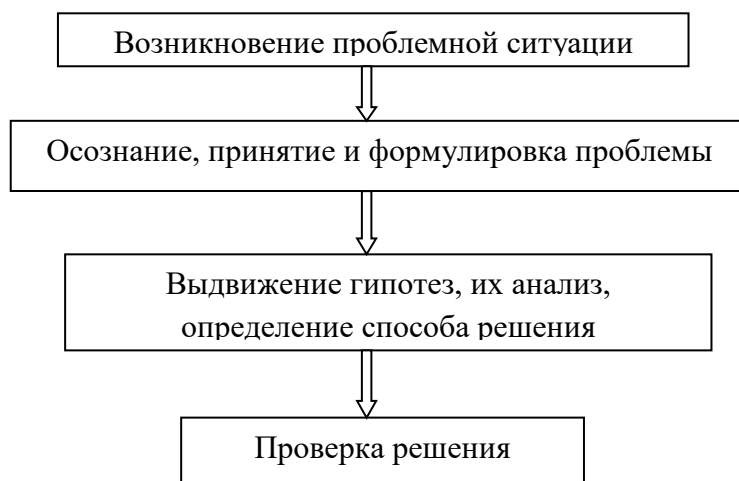 Возникновение проблемной ситуации
Осознание, принятие и формулировка проблемы
Выдвижение гипотез, их анализ,
определение способа решения
Проверка решения